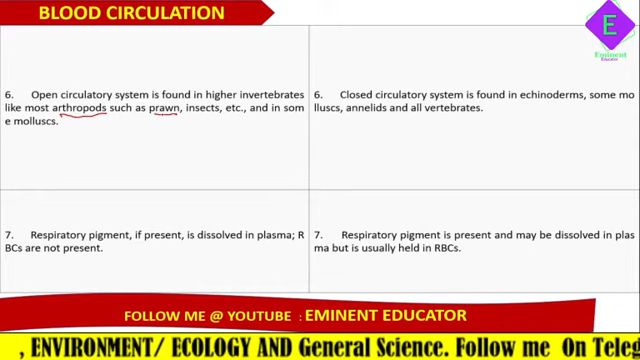 BLOOD CIRCULATION
E
Eminent
Educator
6. Open circulatory system is found in higher invertebrates
like most arthropods such as prawn, insects, etc., and in som
e molluscs.
6. Closed circulatory system is found in echinoderms, some mo
lluscs, annelids and all vertebrates.
7. Respiratory pigment, if present, is dissolved in plasma; R
BCs are not present.
7. Respiratory pigment is present and may be dissolved in plas
ma but is usually held in RBCs.
FOLLOW ME @ YOUTUBE : EMINENT EDUCATOR
, ENVIRONMENT/ ECOLOGY AND General Science. Follow me On Teleg